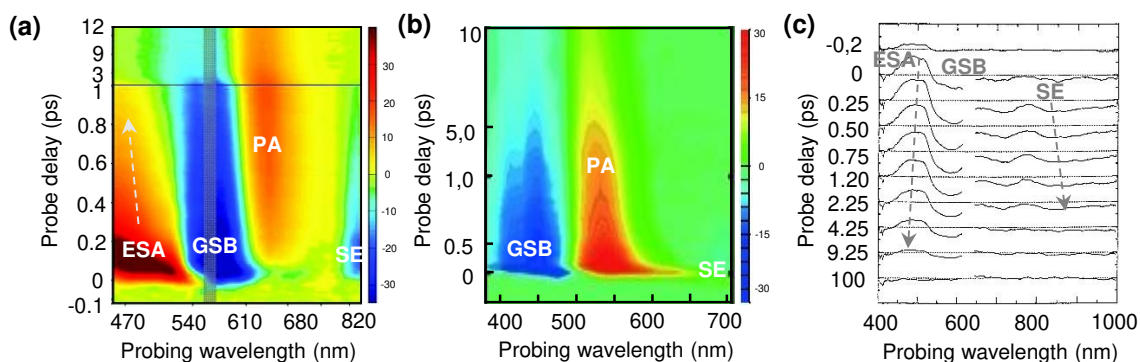 (a)
Probe delay (ps)
12
9
6
3
1
0.8
0.6
0.4
0.2
0
-0.1
ESA
GSB
PA
SE
470 540 610 680 820
Probing wavelength (nm)
30
20
10
0
-10
-20
-30
(b)
Probe delay (ps)
10
5,0
1,0
0.5
0
GSB
PA
SE
400 500 600 700
Probing wavelength (nm)
30
15
0
-15
-30
(c)
Probe delay (ps)
-0,2
0
0.25
0.50
0.75
1.20
2.25
4.25
9.25
100
ESA
GSB
SE
400 600 800 1000
Probing wavelength (nm)